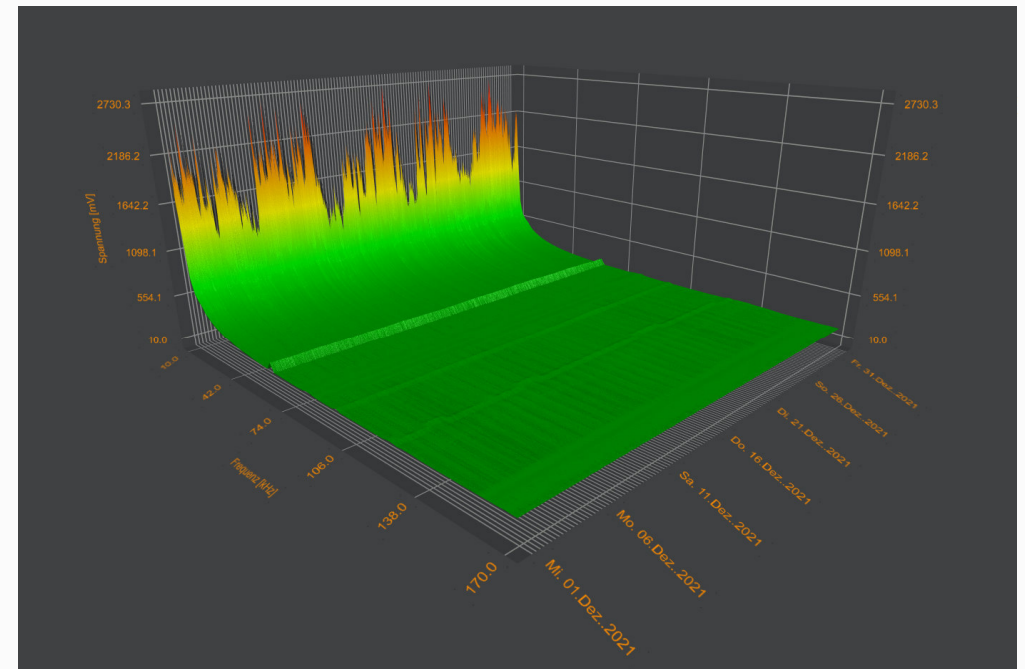 2730.3
2186.2
1642.2
1098.1
554.1
10.0
Spannung [mV]
2730.3
2186.2
1642.2
1098.1
554.1
10.0
10.0
42.0
74.0
106.0
138.0
170.0
Frequenz [kHz]
Fr. 31.Dez..2021
So. 26.Dez..2021
Di. 21.Dez..2021
Do. 16.Dez..2021
Sa. 11.Dez..2021
Mo. 06.Dez..2021
Mi. 01.Dez..2021